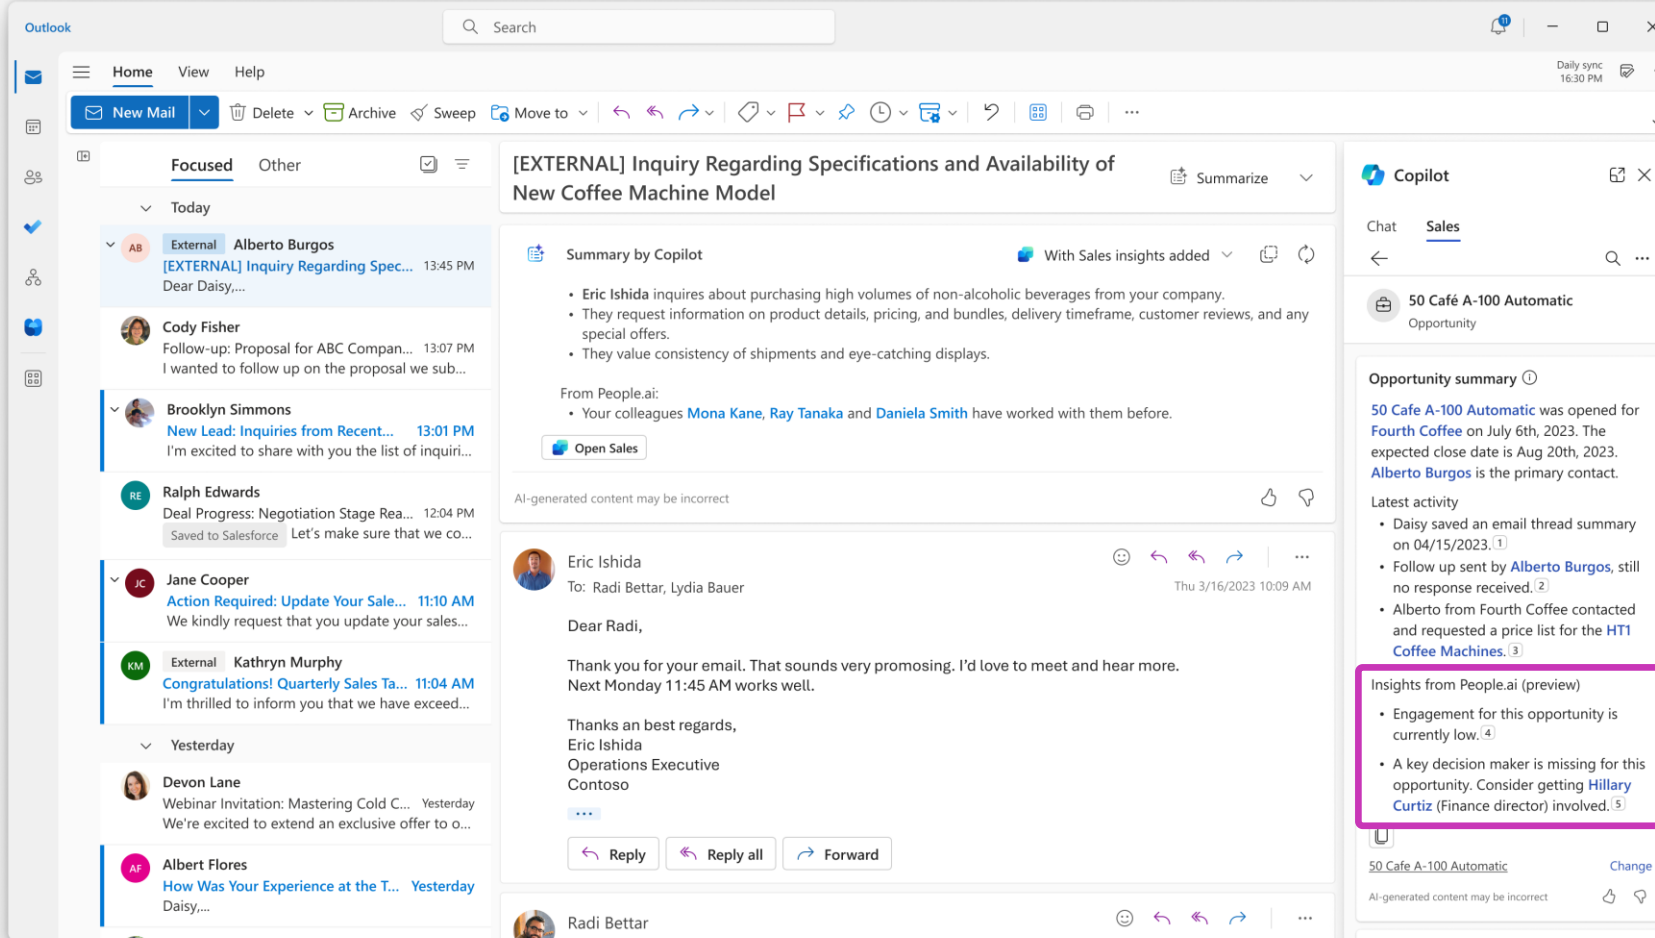 Outlook
Search
11
Home View Help
Daily sync
16:30 PM
New Mail Delete Archive Sweep Move to
Focused Other
Today
AB External Alberto Burgos
[EXTERNAL] Inquiry Regarding Spec... 13:45 PM
Dear Daisy,...
Cody Fisher
Follow-up: Proposal for ABC Compan... 13:07 PM
I wanted to follow up on the proposal we sub...
Brooklyn Simmons
New Lead: Inquiries from Recent... 13:01 PM
I'm excited to share with you the list of inquiri...
RE Ralph Edwards
Deal Progress: Negotiation Stage Rea... 12:04 PM
Saved to Salesforce Let's make sure that we co...
JC Jane Cooper
Action Required: Update Your Sale... 11:10 AM
We kindly request that you update your sales...
KM External Kathryn Murphy
Congratulations! Quarterly Sales Ta... 11:04 AM
I'm thrilled to inform you that we have exceed...
Yesterday
Devon Lane
Webinar Invitation: Mastering Cold C... Yesterday
We're excited to extend an exclusive offer to o...
AF Albert Flores
How Was Your Experience at the T... Yesterday
Daisy,...
[EXTERNAL] Inquiry Regarding Specifications and Availability of
New Coffee Machine Model
Summarize
Summary by Copilot
With Sales insights added
• Eric Ishida inquires about purchasing high volumes of non-alcoholic beverages from your company.
• They request information on product details, pricing, and bundles, delivery timeframe, customer reviews, and any
special offers.
• They value consistency of shipments and eye-catching displays.
From People.ai:
• Your colleagues Mona Kane, Ray Tanaka and Daniela Smith have worked with them before.
Open Sales
AI-generated content may be incorrect
Eric Ishida
To: Radi Bettar, Lydia Bauer
Thu 3/16/2023 10:09 AM
Dear Radi,
Thank you for your email. That sounds very promosing. I'd love to meet and hear more.
Next Monday 11:45 AM works well.
Thanks an best regards,
Eric Ishida
Operations Executive
Contoso
Reply Reply all Forward
Radi Bettar
Copilot
Chat Sales
50 Café A-100 Automatic
Opportunity
Opportunity summary
50 Cafe A-100 Automatic was opened for
Fourth Coffee on July 6th, 2023. The
expected close date is Aug 20th, 2023.
Alberto Burgos is the primary contact.
Latest activity
• Daisy saved an email thread summary
on 04/15/2023. 1
• Follow up sent by Alberto Burgos, still
no response received. 2
• Alberto from Fourth Coffee contacted
and requested a price list for the HT1
Coffee Machines. 3
Insights from People.ai (preview)
• Engagement for this opportunity is
currently low. 4
• A key decision maker is missing for this
opportunity. Consider getting Hillary
Curtiz (Finance director) involved. 5
50 Cafe A-100 Automatic Change
AI-generated content may be incorrect